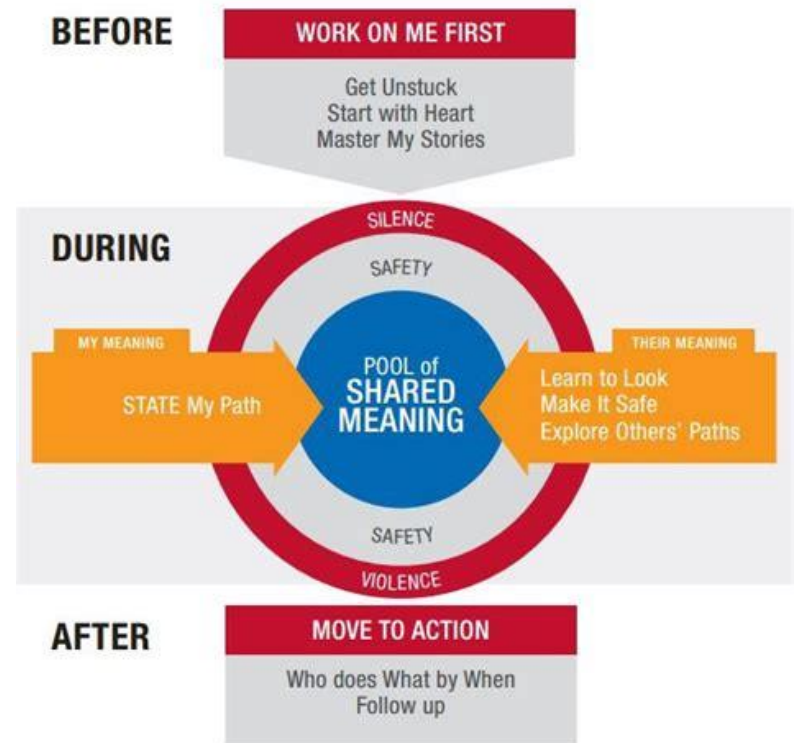 BEFORE
WORK ON ME FIRST
Get Unstuck
Start with Heart
Master My Stories
DURING
SILENCE
SAFETY
MY MEANING
STATE My Path
POOL of
SHARED
MEANING
THEIR MEANING
Learn to Look
Make It Safe
Explore Others' Paths
SAFETY
VIOLENCE
AFTER
MOVE TO ACTION
Who does What by When
Follow up